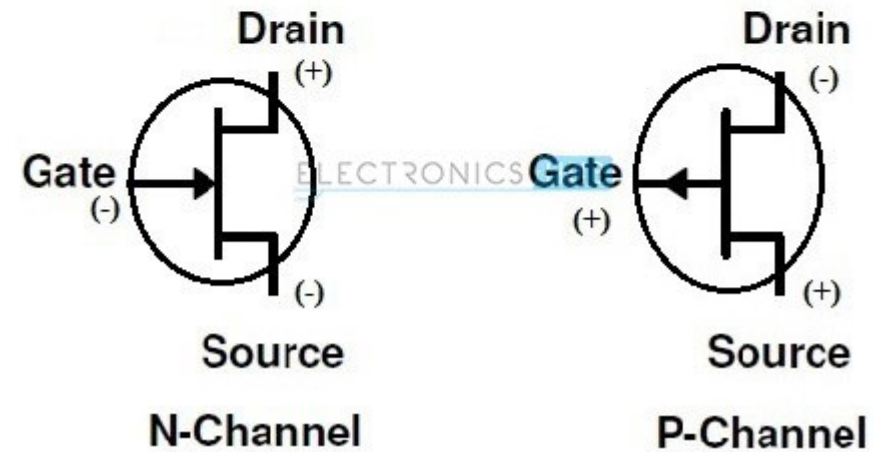 Drain
(+)
Gate
(-)
(-)
Source
N-Channel
ELECTRONICS
Drain
(-)
Gate
(+)
(+)
Source
P-Channel